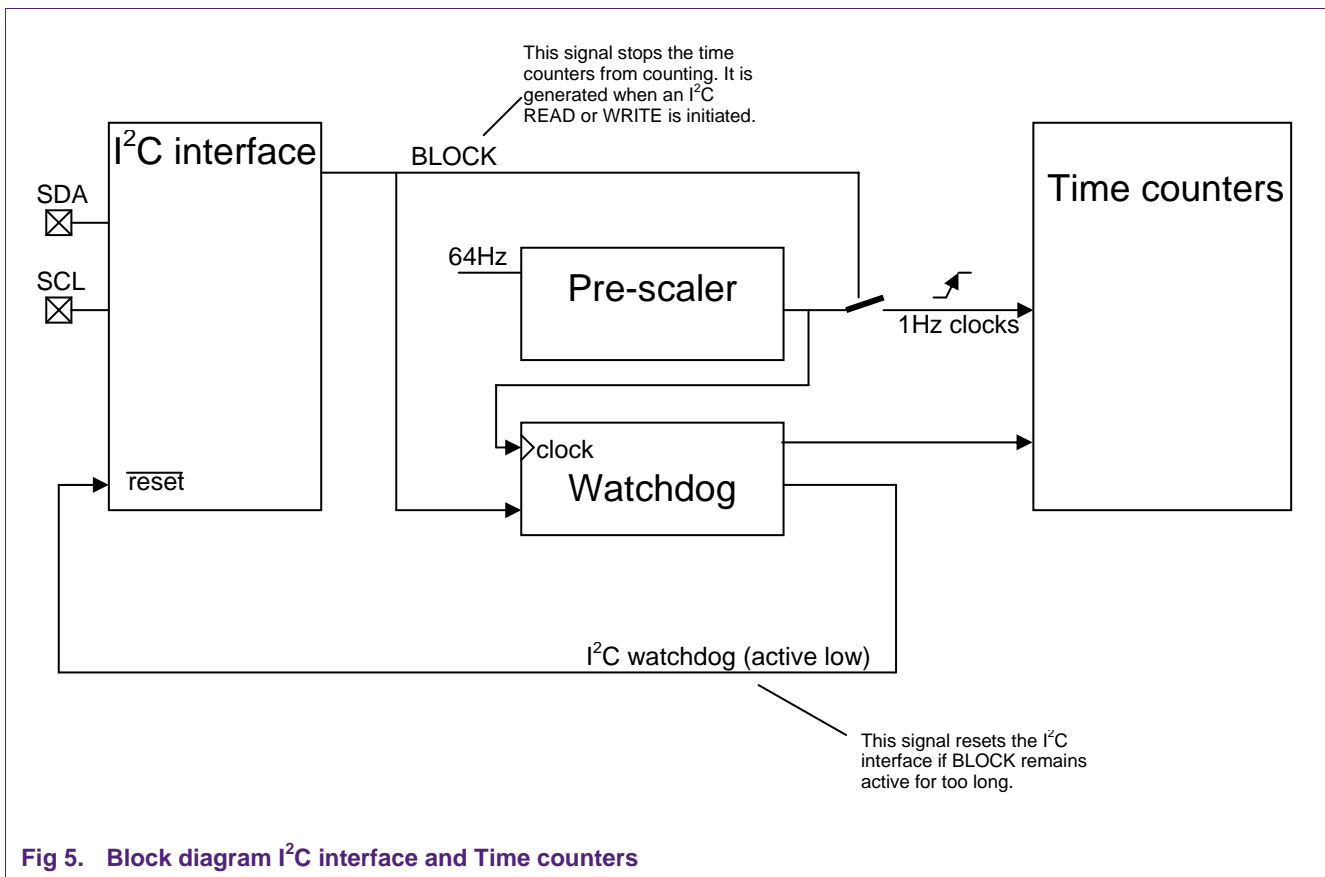 This signal stops the time
counters from counting. It is
generated when an I²C
READ or WRITE is initiated.
I²C interface
BLOCK
Time counters
SDA
64Hz
Pre-scaler
SCL
1Hz clocks
clock
Watchdog
reset
I²C watchdog (active low)
This signal resets the I²C
interface if BLOCK remains
active for too long.
Fig 5. Block diagram I²C interface and Time counters